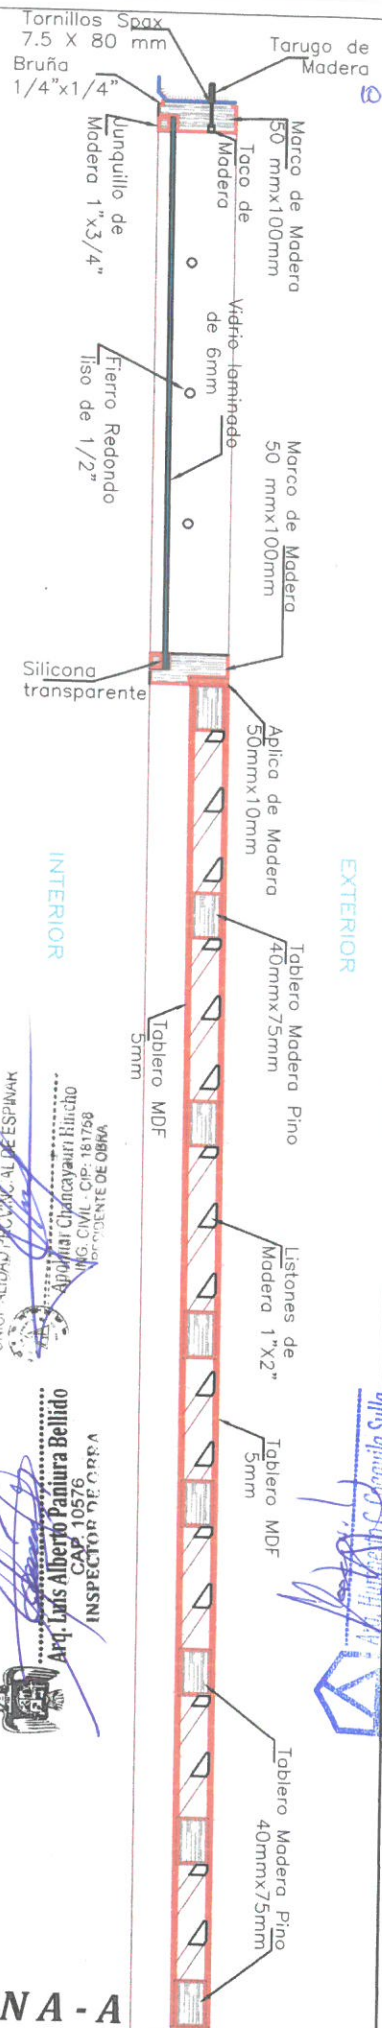 Tornillos Spax
7.5 X 80 mm
Tarugo de
Madera
Bruña
1/4"x1/4"
Marco de Madera
50 mmx100mm
Taco de
Madera
Junquillo de
Madera 1"x3/4"
Vidrio laminado
de 6mm
Fierro Redondo
liso de 1/2"
Marco de Madera
50 mmx100mm
Silicona
transparente
Aplica de Madera
50mmx10mm
EXTERIOR
INTERIOR
Tablero Madera Pino
40mmx75mm
Tablero MDF
5mm
Listones de
Madera 1"X2"
Tablero MDF
5mm
Tablero Madera Pino
40mmx75mm
ING. CIVIL - CIP: 181758
RESIDENTE DE OBRA
Arq. Luis Alberto Paniura Bellido
CAP. 10576
INSPECTOR DE OBRA
N A - A